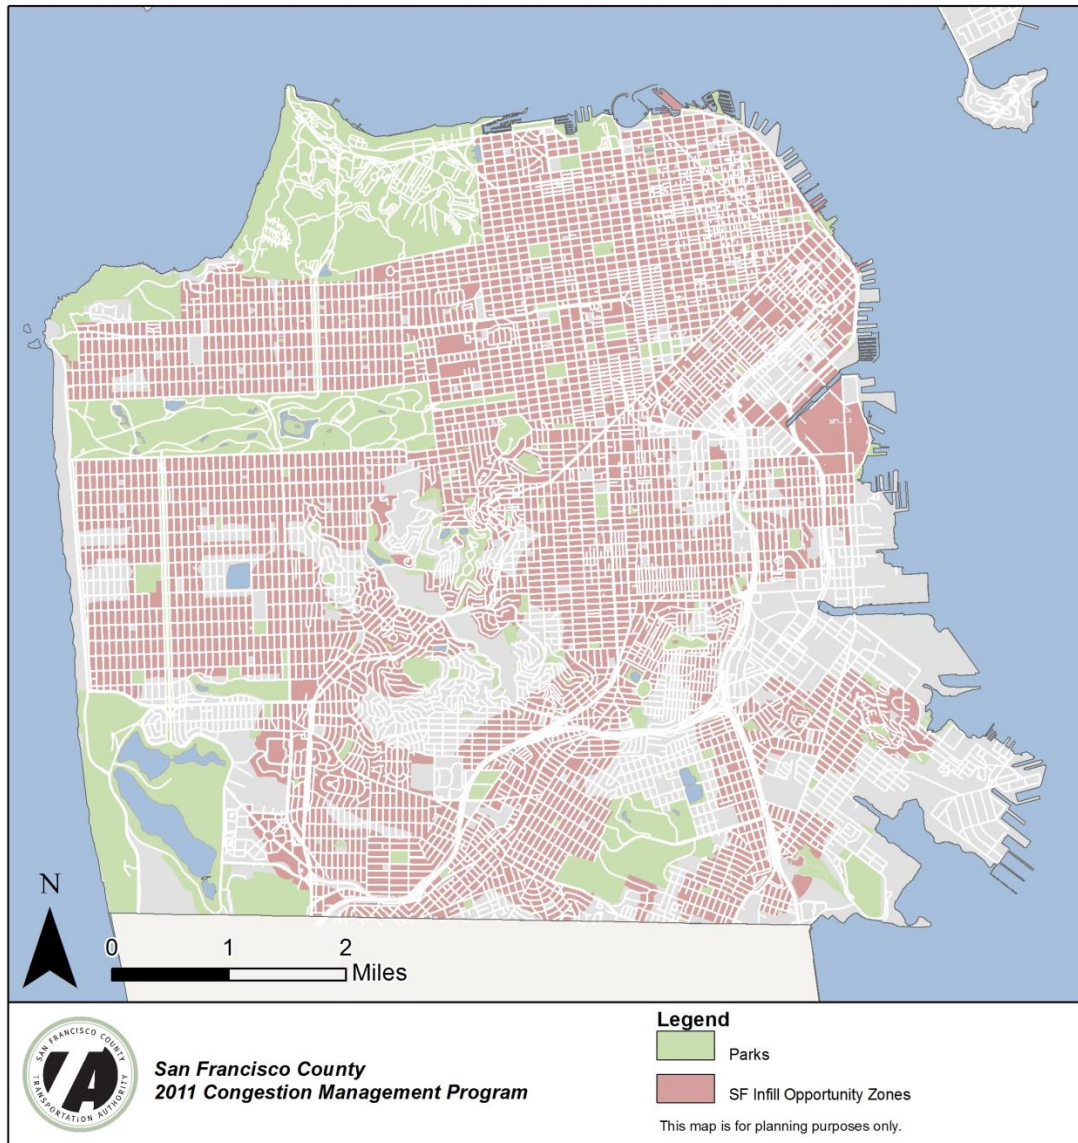 N
0 1 2
Miles
SAN FRANCISCO COUNTY
TRANSPORTATION AUTHORITY
San Francisco County
2011 Congestion Management Program
Legend
Parks
SF Infill Opportunity Zones
This map is for planning purposes only.